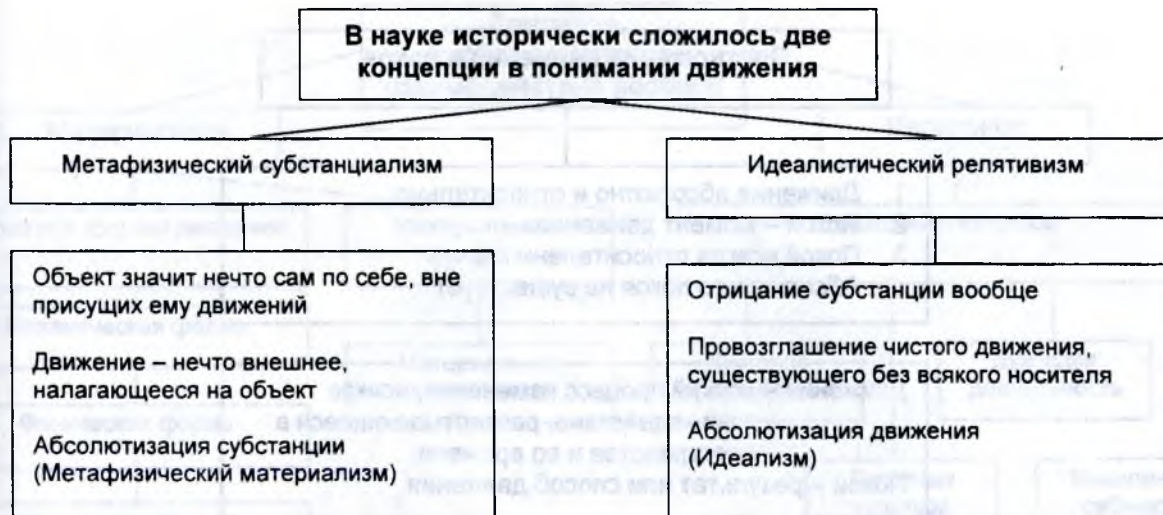 В науке исторически сложилось две
концепции в понимании движения
Метафизический субстанциализм
Объект значит нечто сам по себе, вне
присущих ему движений
Движение – нечто внешнее,
налагающееся на объект
Абсолютизация субстанции
(Метафизический материализм)
Идеалистический релятивизм
Отрицание субстанции вообще
Провозглашение чистого движения,
существующего без всякого носителя
Абсолютизация движения
(Идеализм)